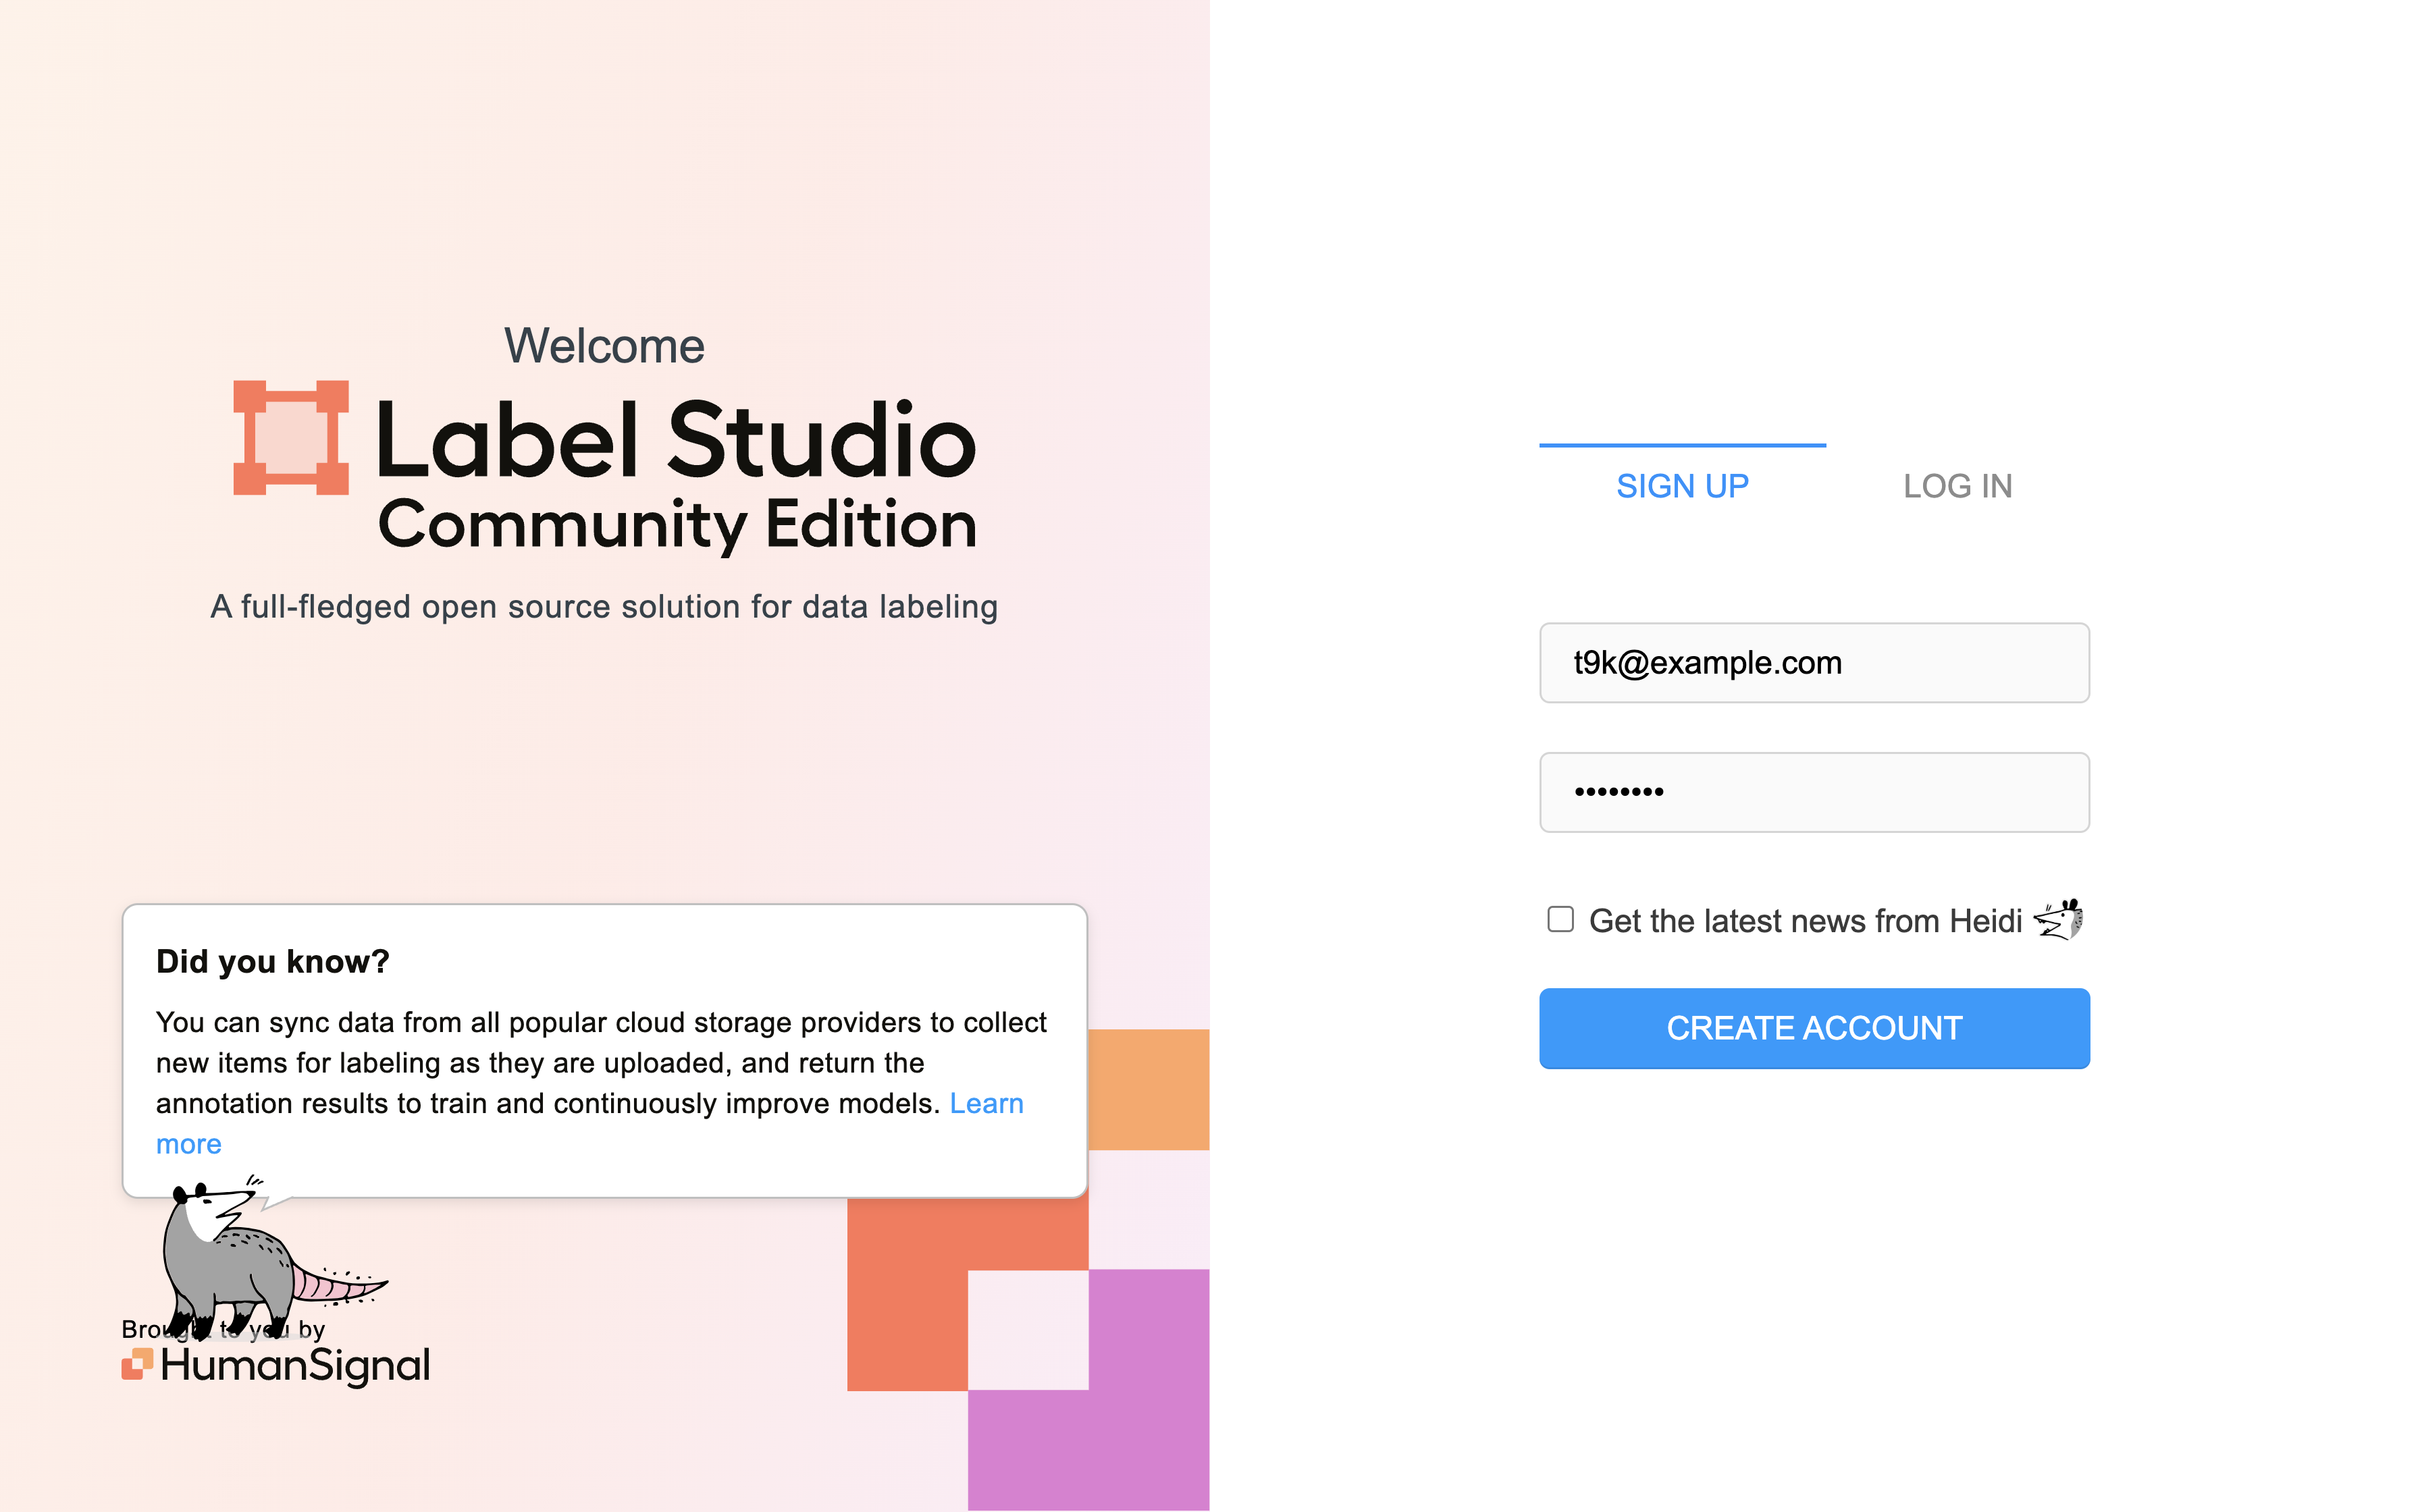 Welcome
Label Studio
Community Edition
A full-fledged open source solution for data labeling
Did you know?
You can sync data from all popular cloud storage providers to collect
new items for labeling as they are uploaded, and return the
annotation results to train and continuously improve models. Learn
more
Brought to you by
HumanSignal
SIGN UP
LOG IN
t9k@example.com
••••••••
Get the latest news from Heidi
CREATE ACCOUNT